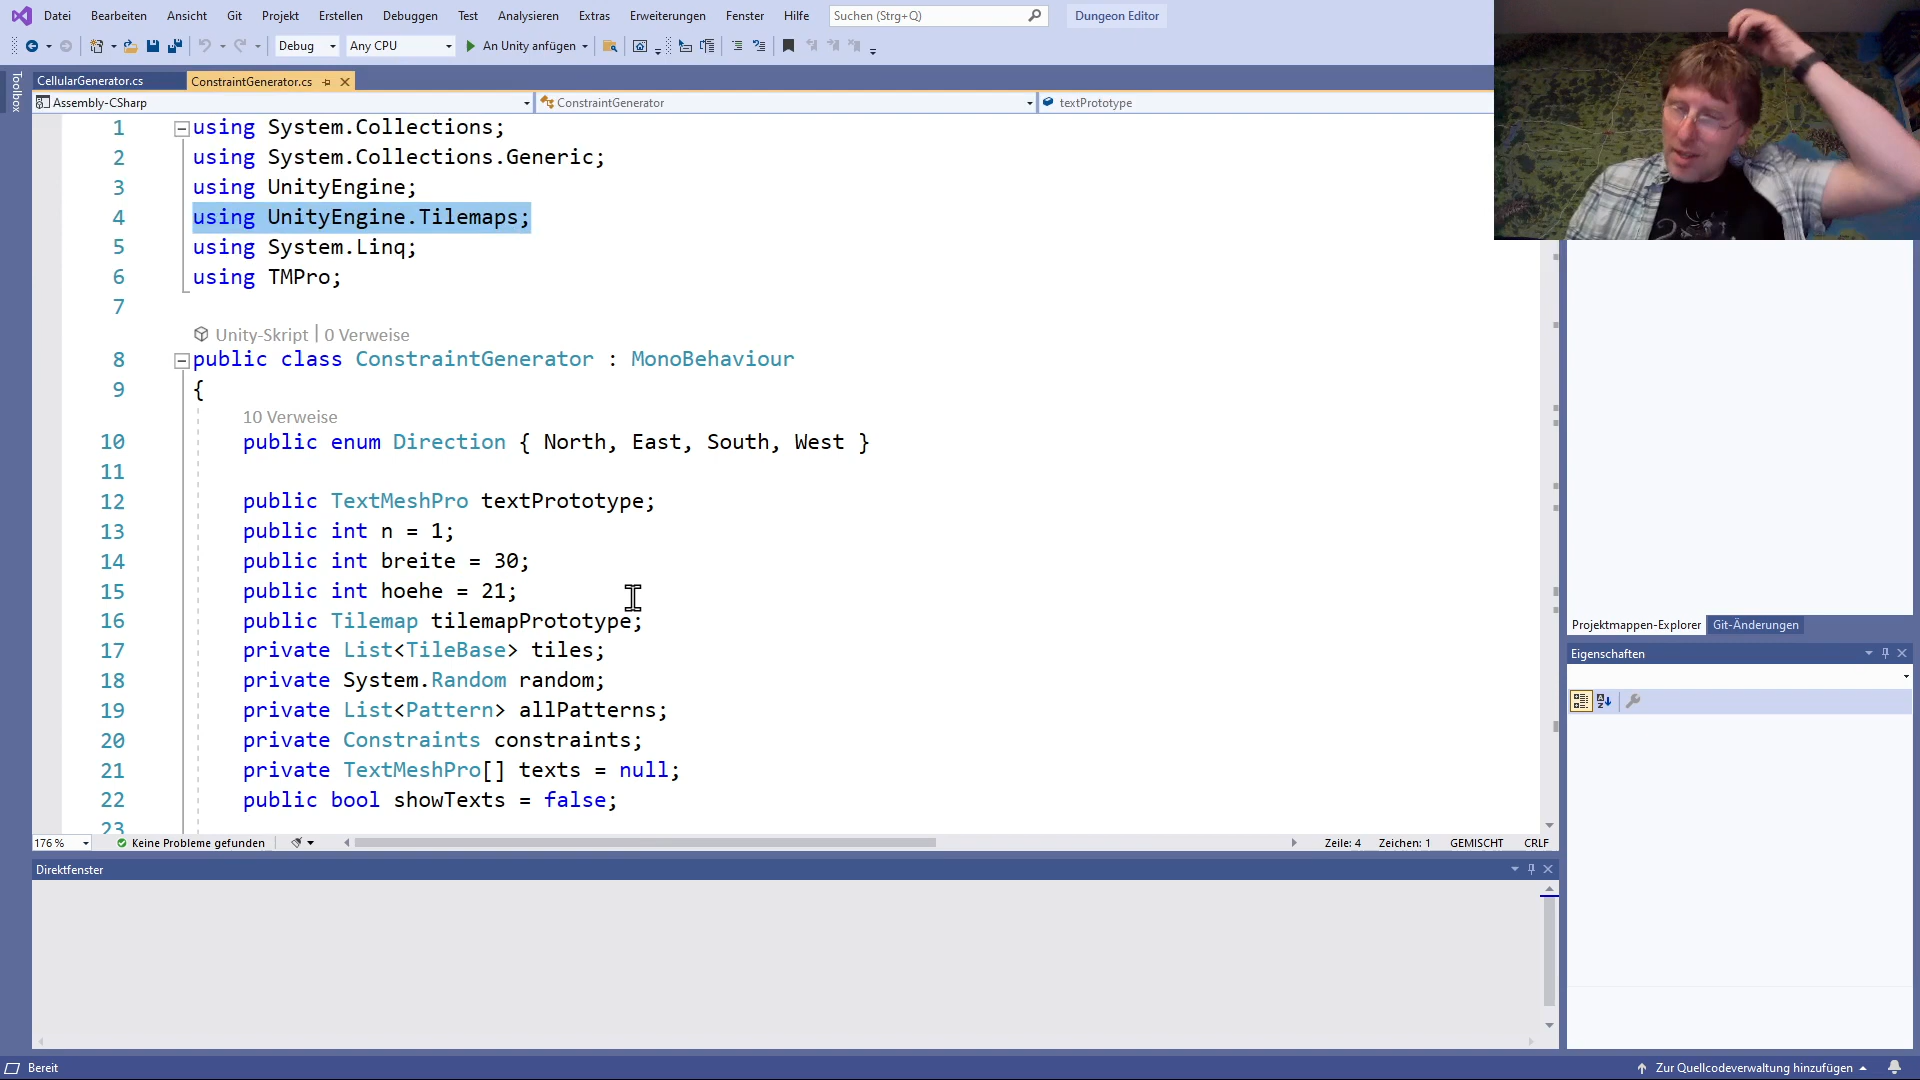 Datei Bearbeiten Ansicht Git Projekt Erstellen Debuggen Test Analysieren Extras Erweiterungen Fenster Hilfe Suchen (Strg+Q) Dungeon Editor
Debug Any CPU An Unity anfügen
Toolbox
CellularGenerator.cs ConstraintGenerator.cs
Assembly-CSharp ConstraintGenerator textPrototype
1 using System.Collections;
2 using System.Collections.Generic;
3 using UnityEngine;
4 using UnityEngine.Tilemaps;
5 using System.Linq;
6 using TMPro;
7
Unity-Skript | 0 Verweise
8 public class ConstraintGenerator : MonoBehaviour
9 {
10 Verweise
10 public enum Direction { North, East, South, West }
11
12 public TextMeshPro textPrototype;
13 public int n = 1;
14 public int breite = 30;
15 public int hoehe = 21;
16 public Tilemap tilemapPrototype;
17 private List<TileBase> tiles;
18 private System.Random random;
19 private List<Pattern> allPatterns;
20 private Constraints constraints;
21 private TextMeshPro[] texts = null;
22 public bool showTexts = false;
23
176 % Keine Probleme gefunden Zeile: 4 Zeichen: 1 GEMISCHT CRLF
Direktfenster
Projektmappen-Explorer Git-Änderungen
Eigenschaften
Bereit Zur Quellcodeverwaltung hinzufügen